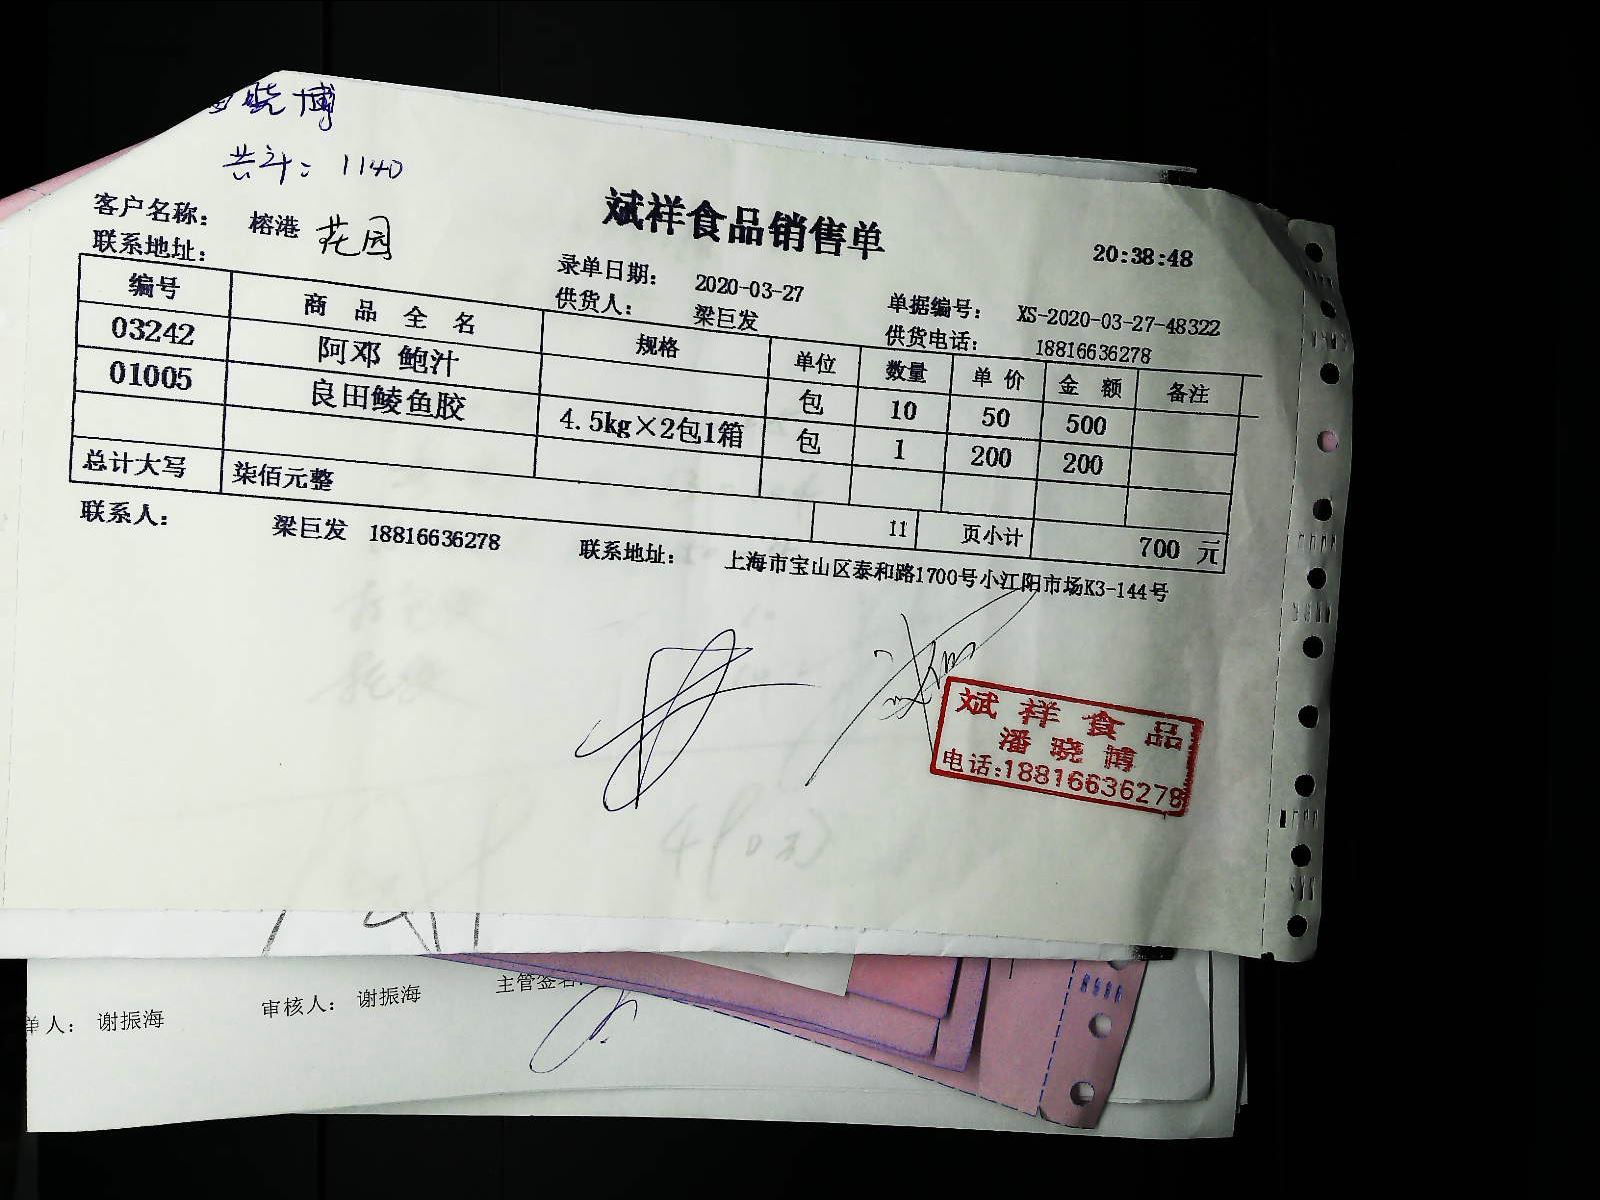 晓博
共计：1140
斌祥食品销售单
20:38:48
客户名称： 榕港 花园
联系地址：
录单日期： 2020-03-27
单据编号： XS-2020-03-27-48322
供货人： 梁巨发
供货电话： 18816636278
编号 商 品 全 名 规格 单位 数量 单 价 金 额 备注
03242 阿邓 鲍汁 包 10 50 500
01005 良田鲮鱼胶 4.5kg×2包1箱 包 1 200 200
总计大写 柒佰元整
11 页小计 700 元
联系人： 梁巨发 18816636278 联系地址： 上海市宝山区泰和路1700号小江阳市场K3-144号
斌祥食品
潘晓博
电话:18816636278
单人： 谢振海 审核人： 谢振海 主管签名: